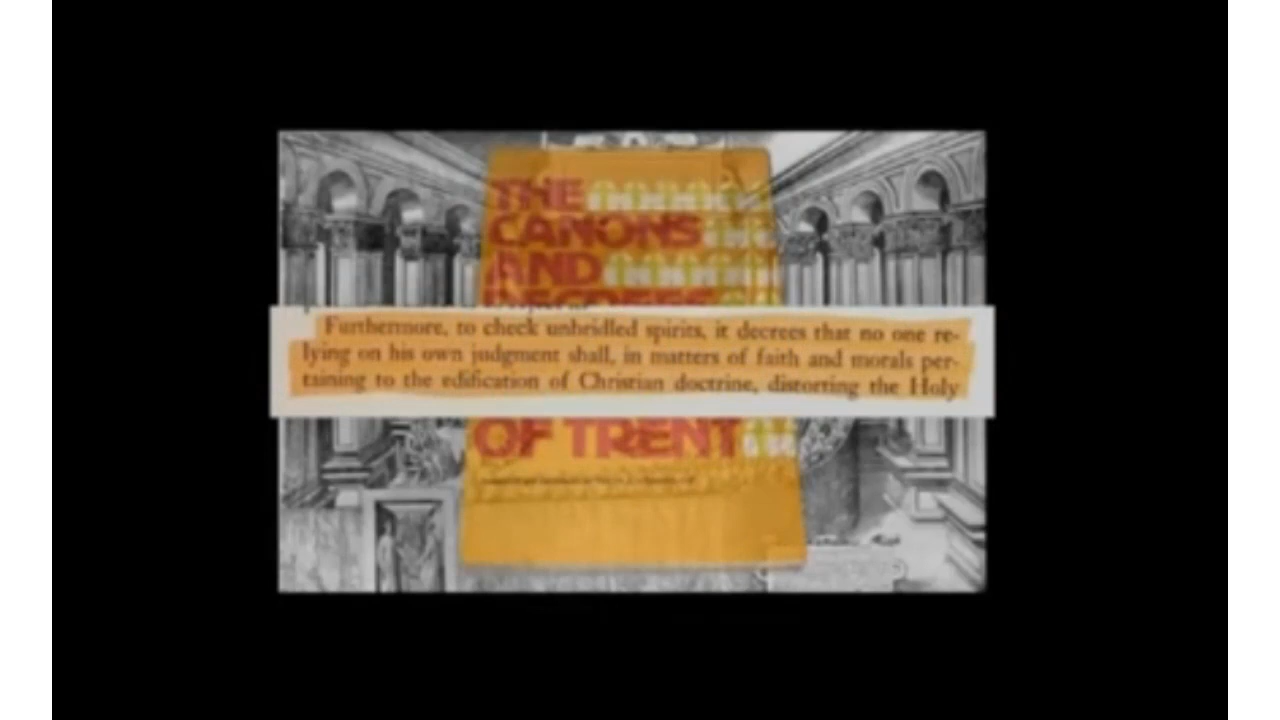 THE
CANONS
AND
DECREES
Furthermore, to check unbridled spirits, it decrees that no one re-
lying on his own judgment shall, in matters of faith and morals per-
taining to the edification of Christian doctrine, distorting the Holy
OF TRENT